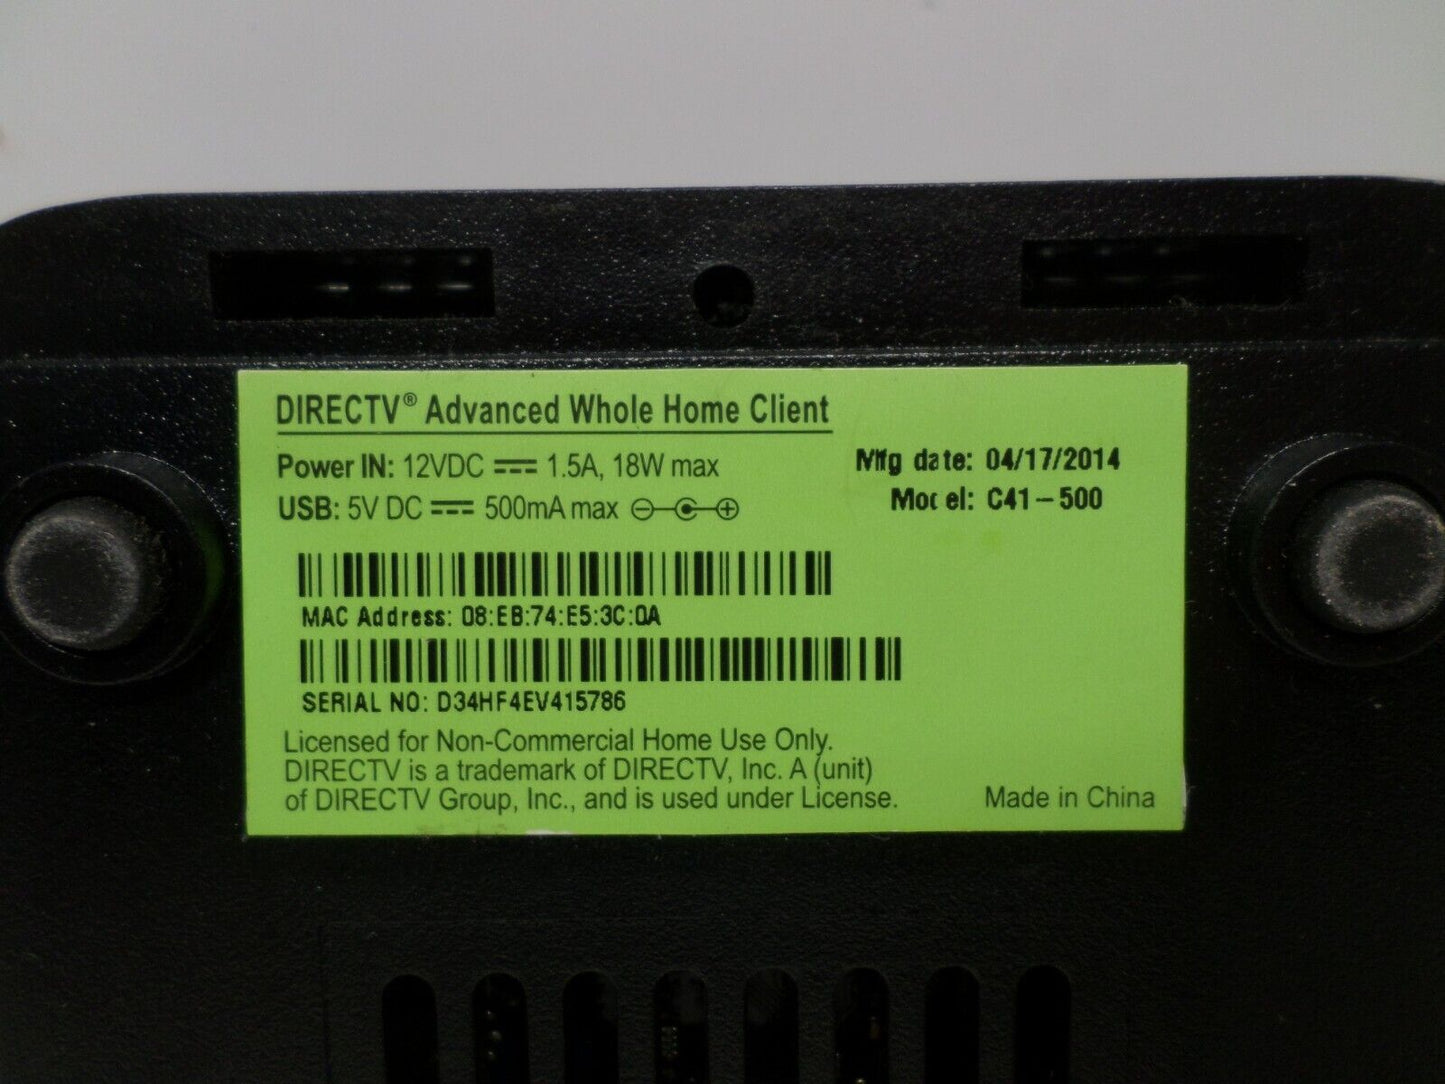 DIRECTV® Advanced Whole Home Client
Power IN: 12VDC ⎓ 1.5A, 18W max
Mfg date: 04/17/2014
USB: 5V DC ⎓ 500mA max
Model: C41-500
MAC Address: 08:EB:74:E5:3C:0A
SERIAL NO: D34HF4EV415786
Licensed for Non-Commercial Home Use Only.
DIRECTV is a trademark of DIRECTV, Inc. A (unit)
of DIRECTV Group, Inc., and is used under License.
Made in China